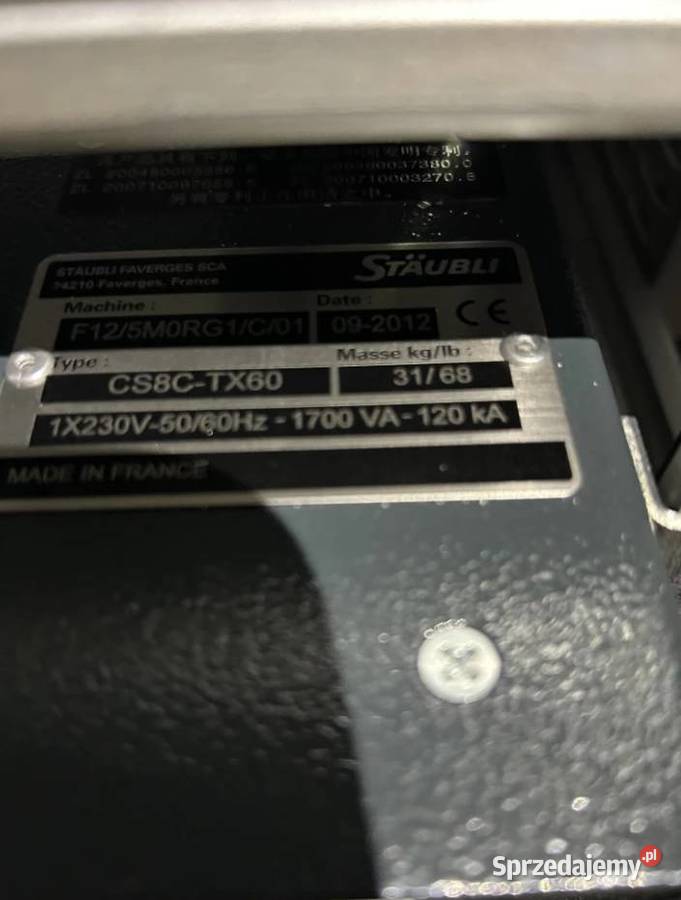 STAUBLI FAVERGES SCA
STÄUBLI
74210 Faverges, France
Machine :
Date :
F12/5M0RG1/C/01
09-2012
CE
Type :
Masse kg/lb :
CS8C-TX60
31/68
1X230V-50/60Hz - 1700 VA - 120 kA
MADE IN FRANCE
Sprzedajemy.pl